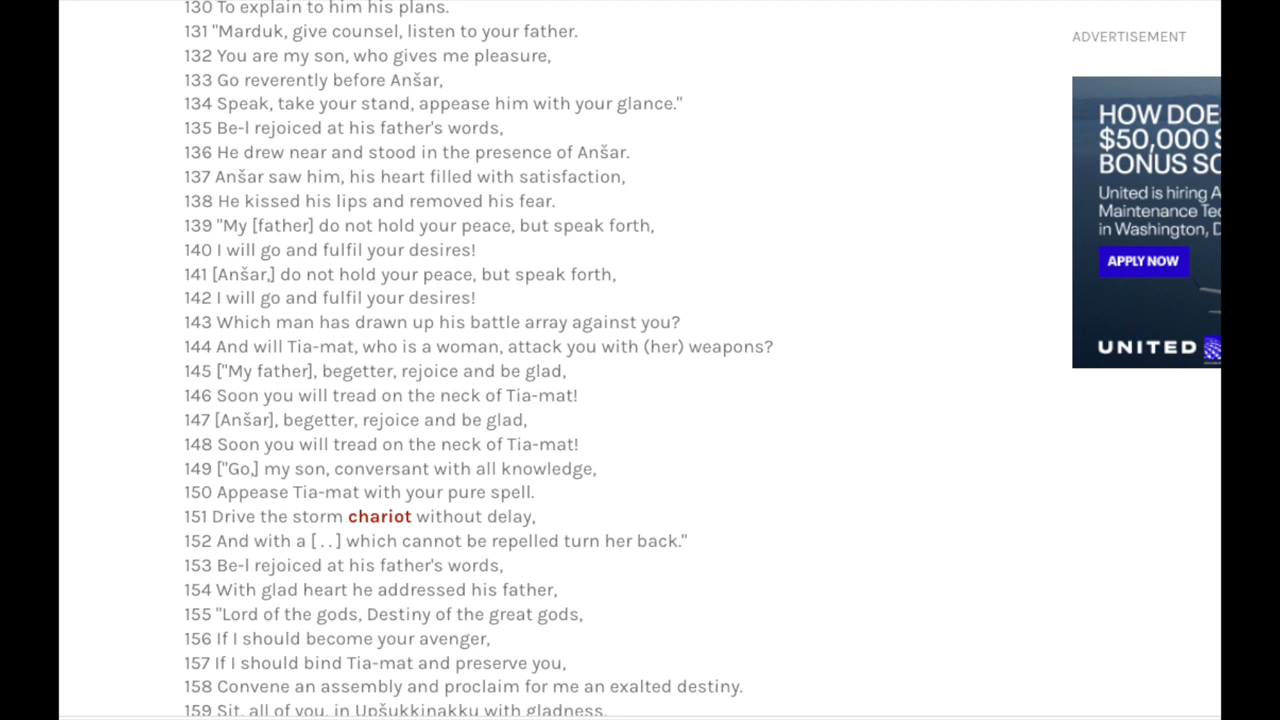 130 To explain to him his plans.
131 "Marduk, give counsel, listen to your father.
132 You are my son, who gives me pleasure,
133 Go reverently before Anšar,
134 Speak, take your stand, appease him with your glance."
135 Be-l rejoiced at his father's words,
136 He drew near and stood in the presence of Anšar.
137 Anšar saw him, his heart filled with satisfaction,
138 He kissed his lips and removed his fear.
139 "My [father] do not hold your peace, but speak forth,
140 I will go and fulfil your desires!
141 [Anšar,] do not hold your peace, but speak forth,
142 I will go and fulfil your desires!
143 Which man has drawn up his battle array against you?
144 And will Tia-mat, who is a woman, attack you with (her) weapons?
145 ["My father], begetter, rejoice and be glad,
146 Soon you will tread on the neck of Tia-mat!
147 [Anšar], begetter, rejoice and be glad,
148 Soon you will tread on the neck of Tia-mat!
149 ["Go,] my son, conversant with all knowledge,
150 Appease Tia-mat with your pure spell.
151 Drive the storm chariot without delay,
152 And with a [ . . ] which cannot be repelled turn her back."
153 Be-l rejoiced at his father's words,
154 With glad heart he addressed his father,
155 "Lord of the gods, Destiny of the great gods,
156 If I should become your avenger,
157 If I should bind Tia-mat and preserve you,
158 Convene an assembly and proclaim for me an exalted destiny.
159 Sit, all of you, in Upšukkinakku with gladness,
ADVERTISEMENT
HOW DOE
$50,000 S
BONUS SO
United is hiring A
Maintenance Tec
in Washington, D
APPLY NOW
UNITED